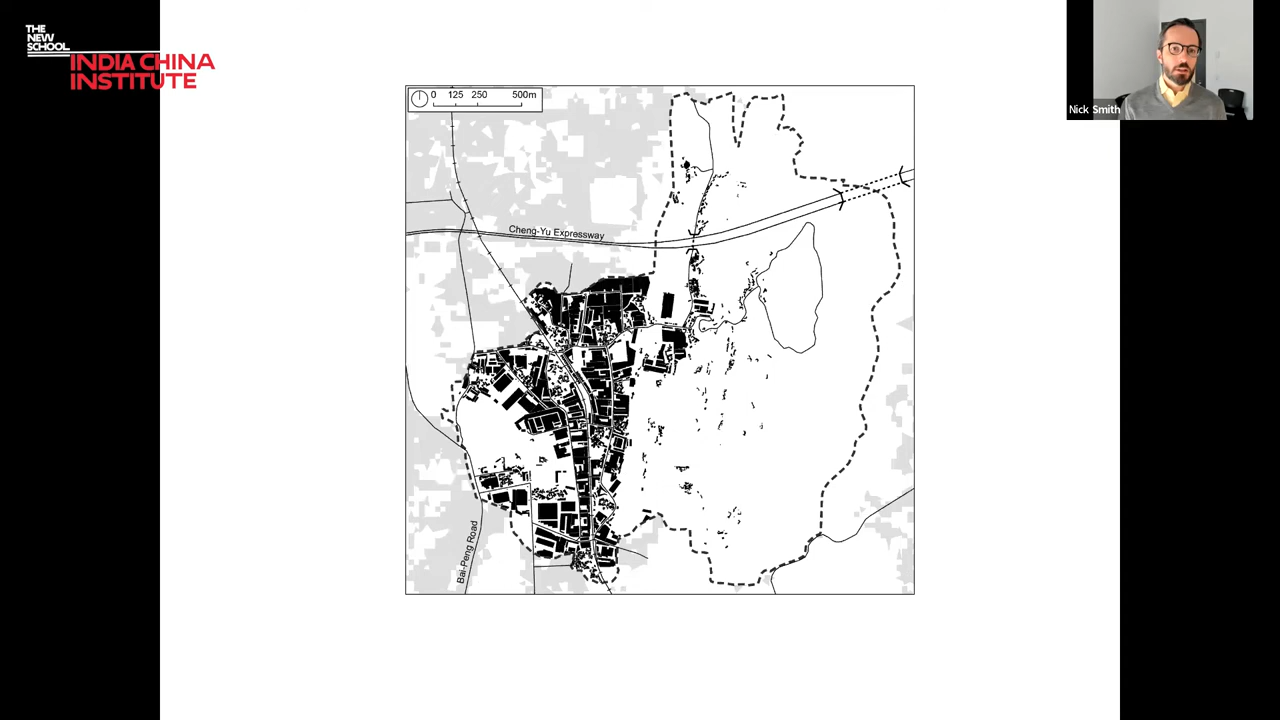 THE
NEW
SCHOOL
INDIA CHINA
INSTITUTE
Nick Smith
0 125 250 500m
Cheng-Yu Expressway
Bai-Peng Road